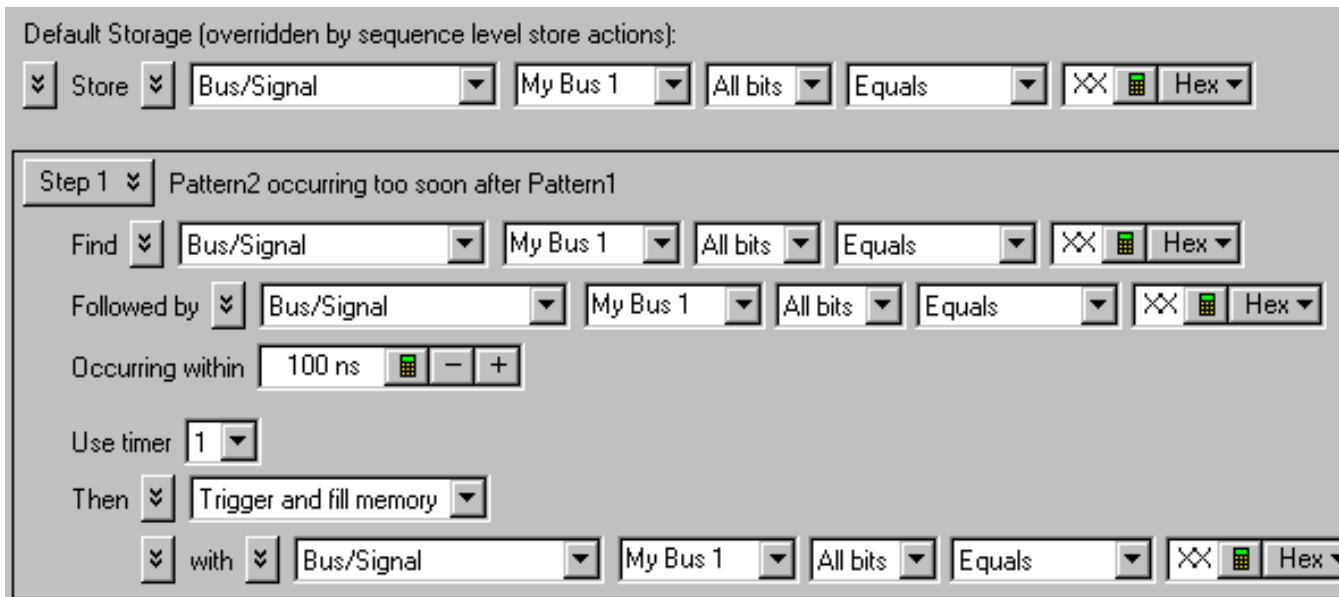 Default Storage (overridden by sequence level store actions):
Store Bus/Signal My Bus 1 All bits Equals XX Hex
Step 1 Pattern2 occurring too soon after Pattern1
Find Bus/Signal My Bus 1 All bits Equals XX Hex
Followed by Bus/Signal My Bus 1 All bits Equals XX Hex
Occurring within 100 ns − +
Use timer 1
Then Trigger and fill memory
with Bus/Signal My Bus 1 All bits Equals XX Hex